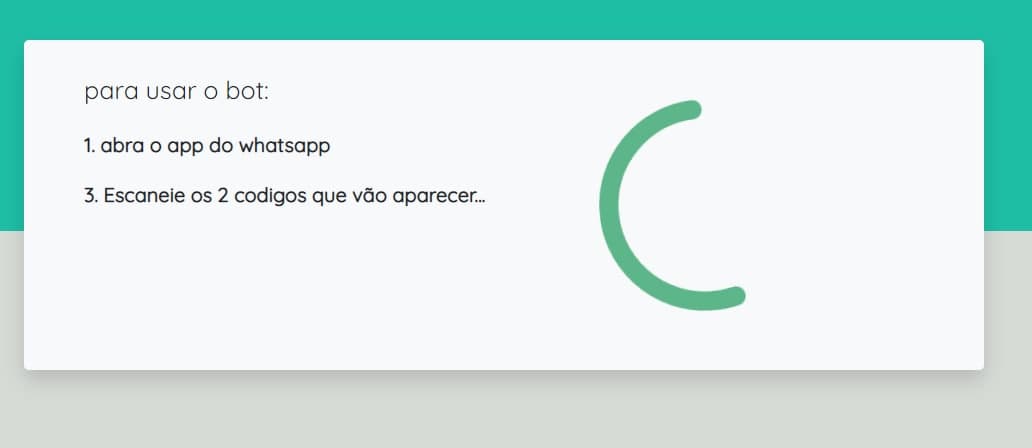 para usar o bot:
1. abra o app do whatsapp
3. Escaneie os 2 codigos que vão aparecer...